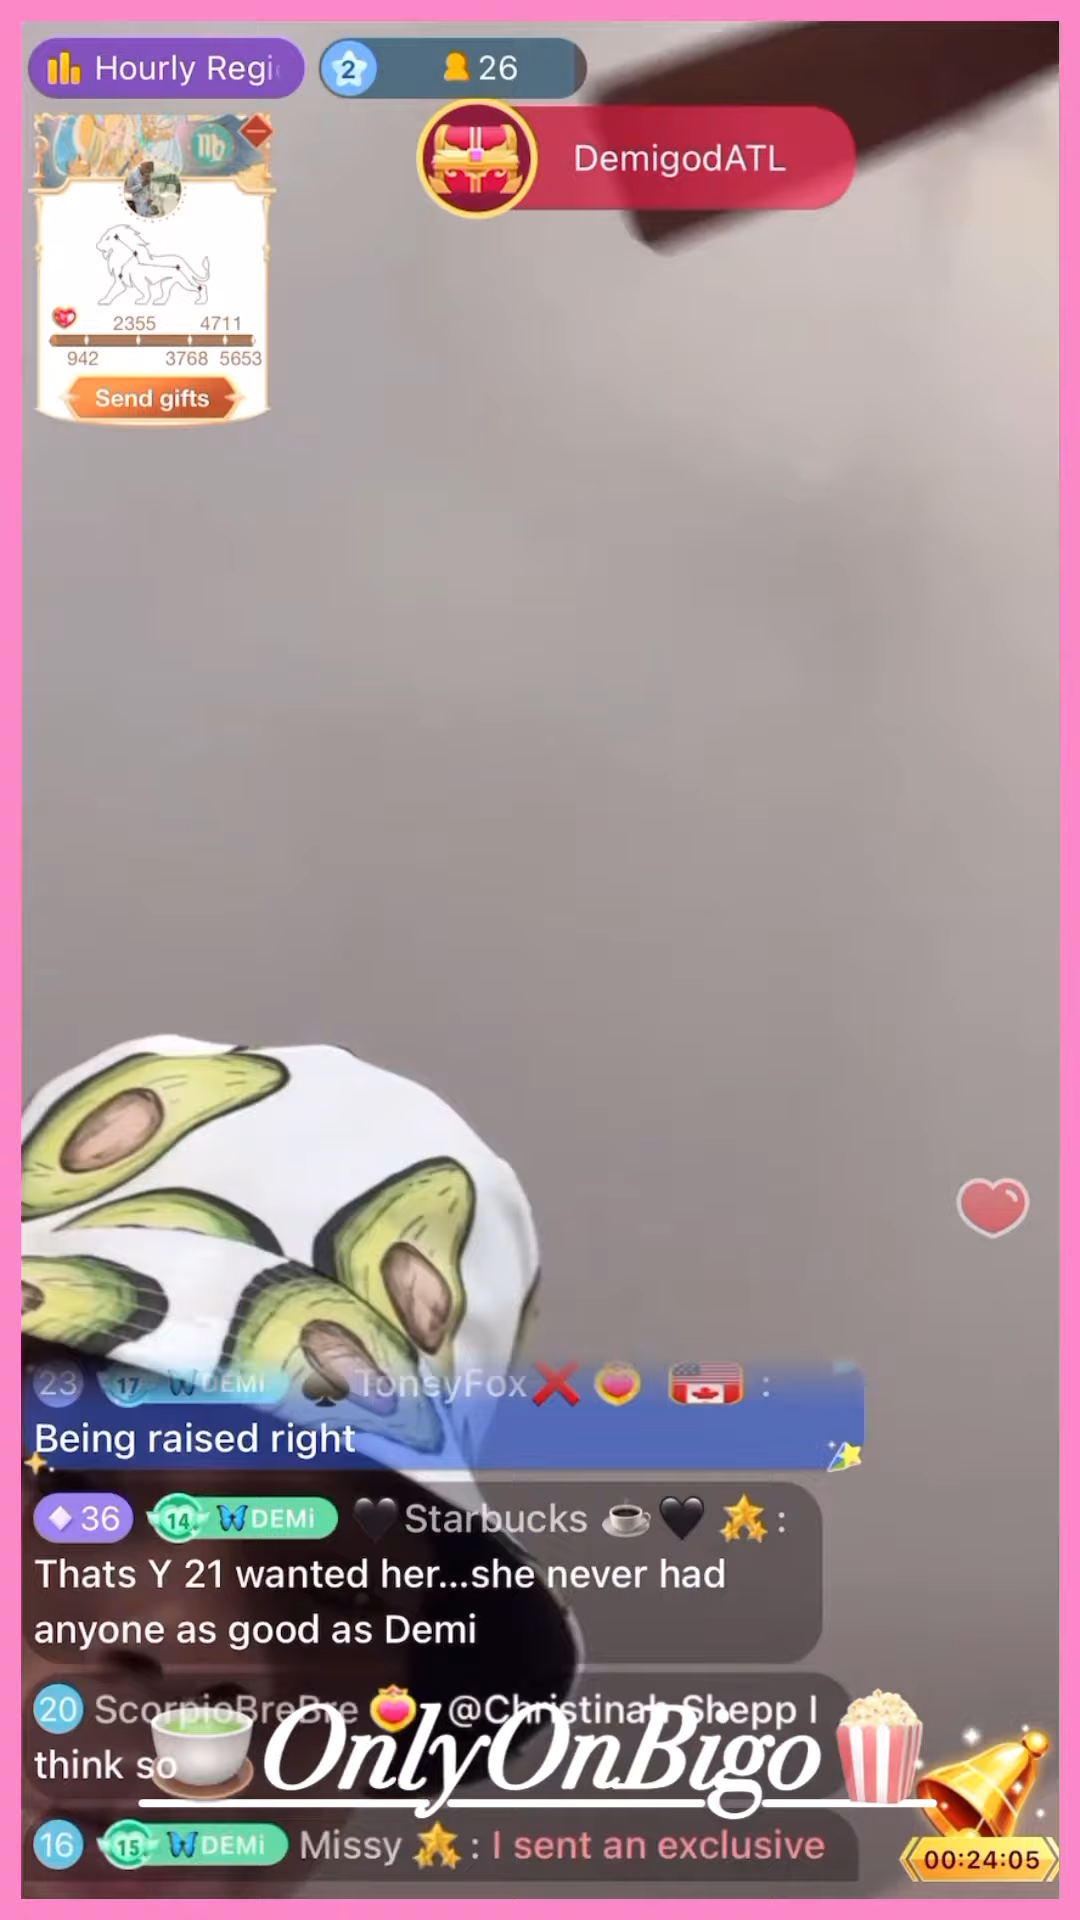 Hourly Regi
2
26
DemigodATL
2355 4711
942 3768 5653
Send gifts
23 17 DEMi ToneyFox :
Being raised right
36 14 DEMi Starbucks :
Thats Y 21 wanted her...she never had
anyone as good as Demi
20 ScorpioBreBre : @Christinah Shepp I
think so
OnlyOnBigo
16 15 DEMi Missy : I sent an exclusive
00:24:05